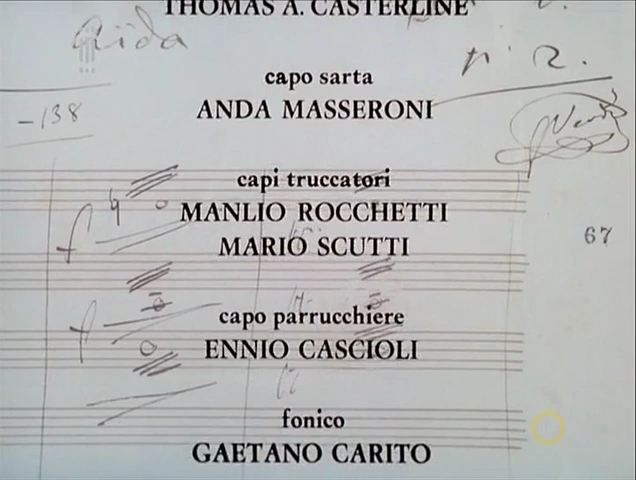 THOMAS A. CASTERLINE
Aïda
n. 2.
capo sarta
ANDA MASSERONI
-138
capi truccatori
MANLIO ROCCHETTI
MARIO SCUTTI
67
capo parrucchiere
ENNIO CASCIOLI
fonico
GAETANO CARITO